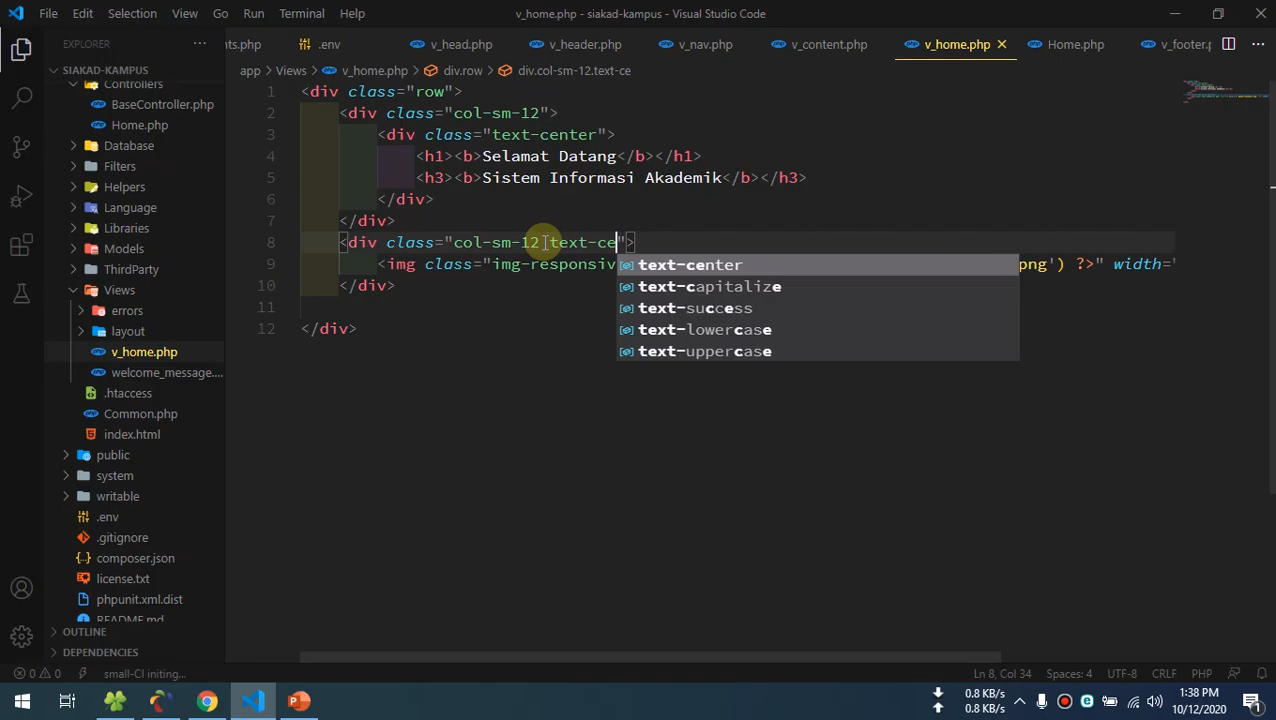 File Edit Selection View Go Run Terminal Help
v_home.php - siakad-kampus - Visual Studio Code
EXPLORER
nts.php
.env
v_head.php
v_header.php
v_nav.php
v_content.php
v_home.php
Home.php
v_footer.p
SIAKAD-KAMPUS
Controllers
BaseController.php
Home.php
Database
Filters
Helpers
Language
Libraries
Models
ThirdParty
Views
errors
layout
v_home.php
welcome_message....
.htaccess
Common.php
index.html
public
system
writable
.env
.gitignore
composer.json
license.txt
phpunit.xml.dist
README.md
OUTLINE
DEPENDENCIES
app > Views > v_home.php > div.row > div.col-sm-12.text-ce
1 <div class="row">
2 <div class="col-sm-12">
3 <div class="text-center">
4 <h1><b>Selamat Datang</b></h1>
5 <h3><b>Sistem Informasi Akademik</b></h3>
6 </div>
7 </div>
8 <div class="col-sm-12 text-ce">
9 <img class="img-responsiv png') ?>" width='
10 </div>
11
12 </div>
text-center
text-capitalize
text-success
text-lowercase
text-uppercase
0 0 small-CI initing...
Ln 8, Col 34 Spaces: 4 UTF-8 CRLF PHP
0.8 KB/s
0.8 KB/s
1:38 PM
10/12/2020
1